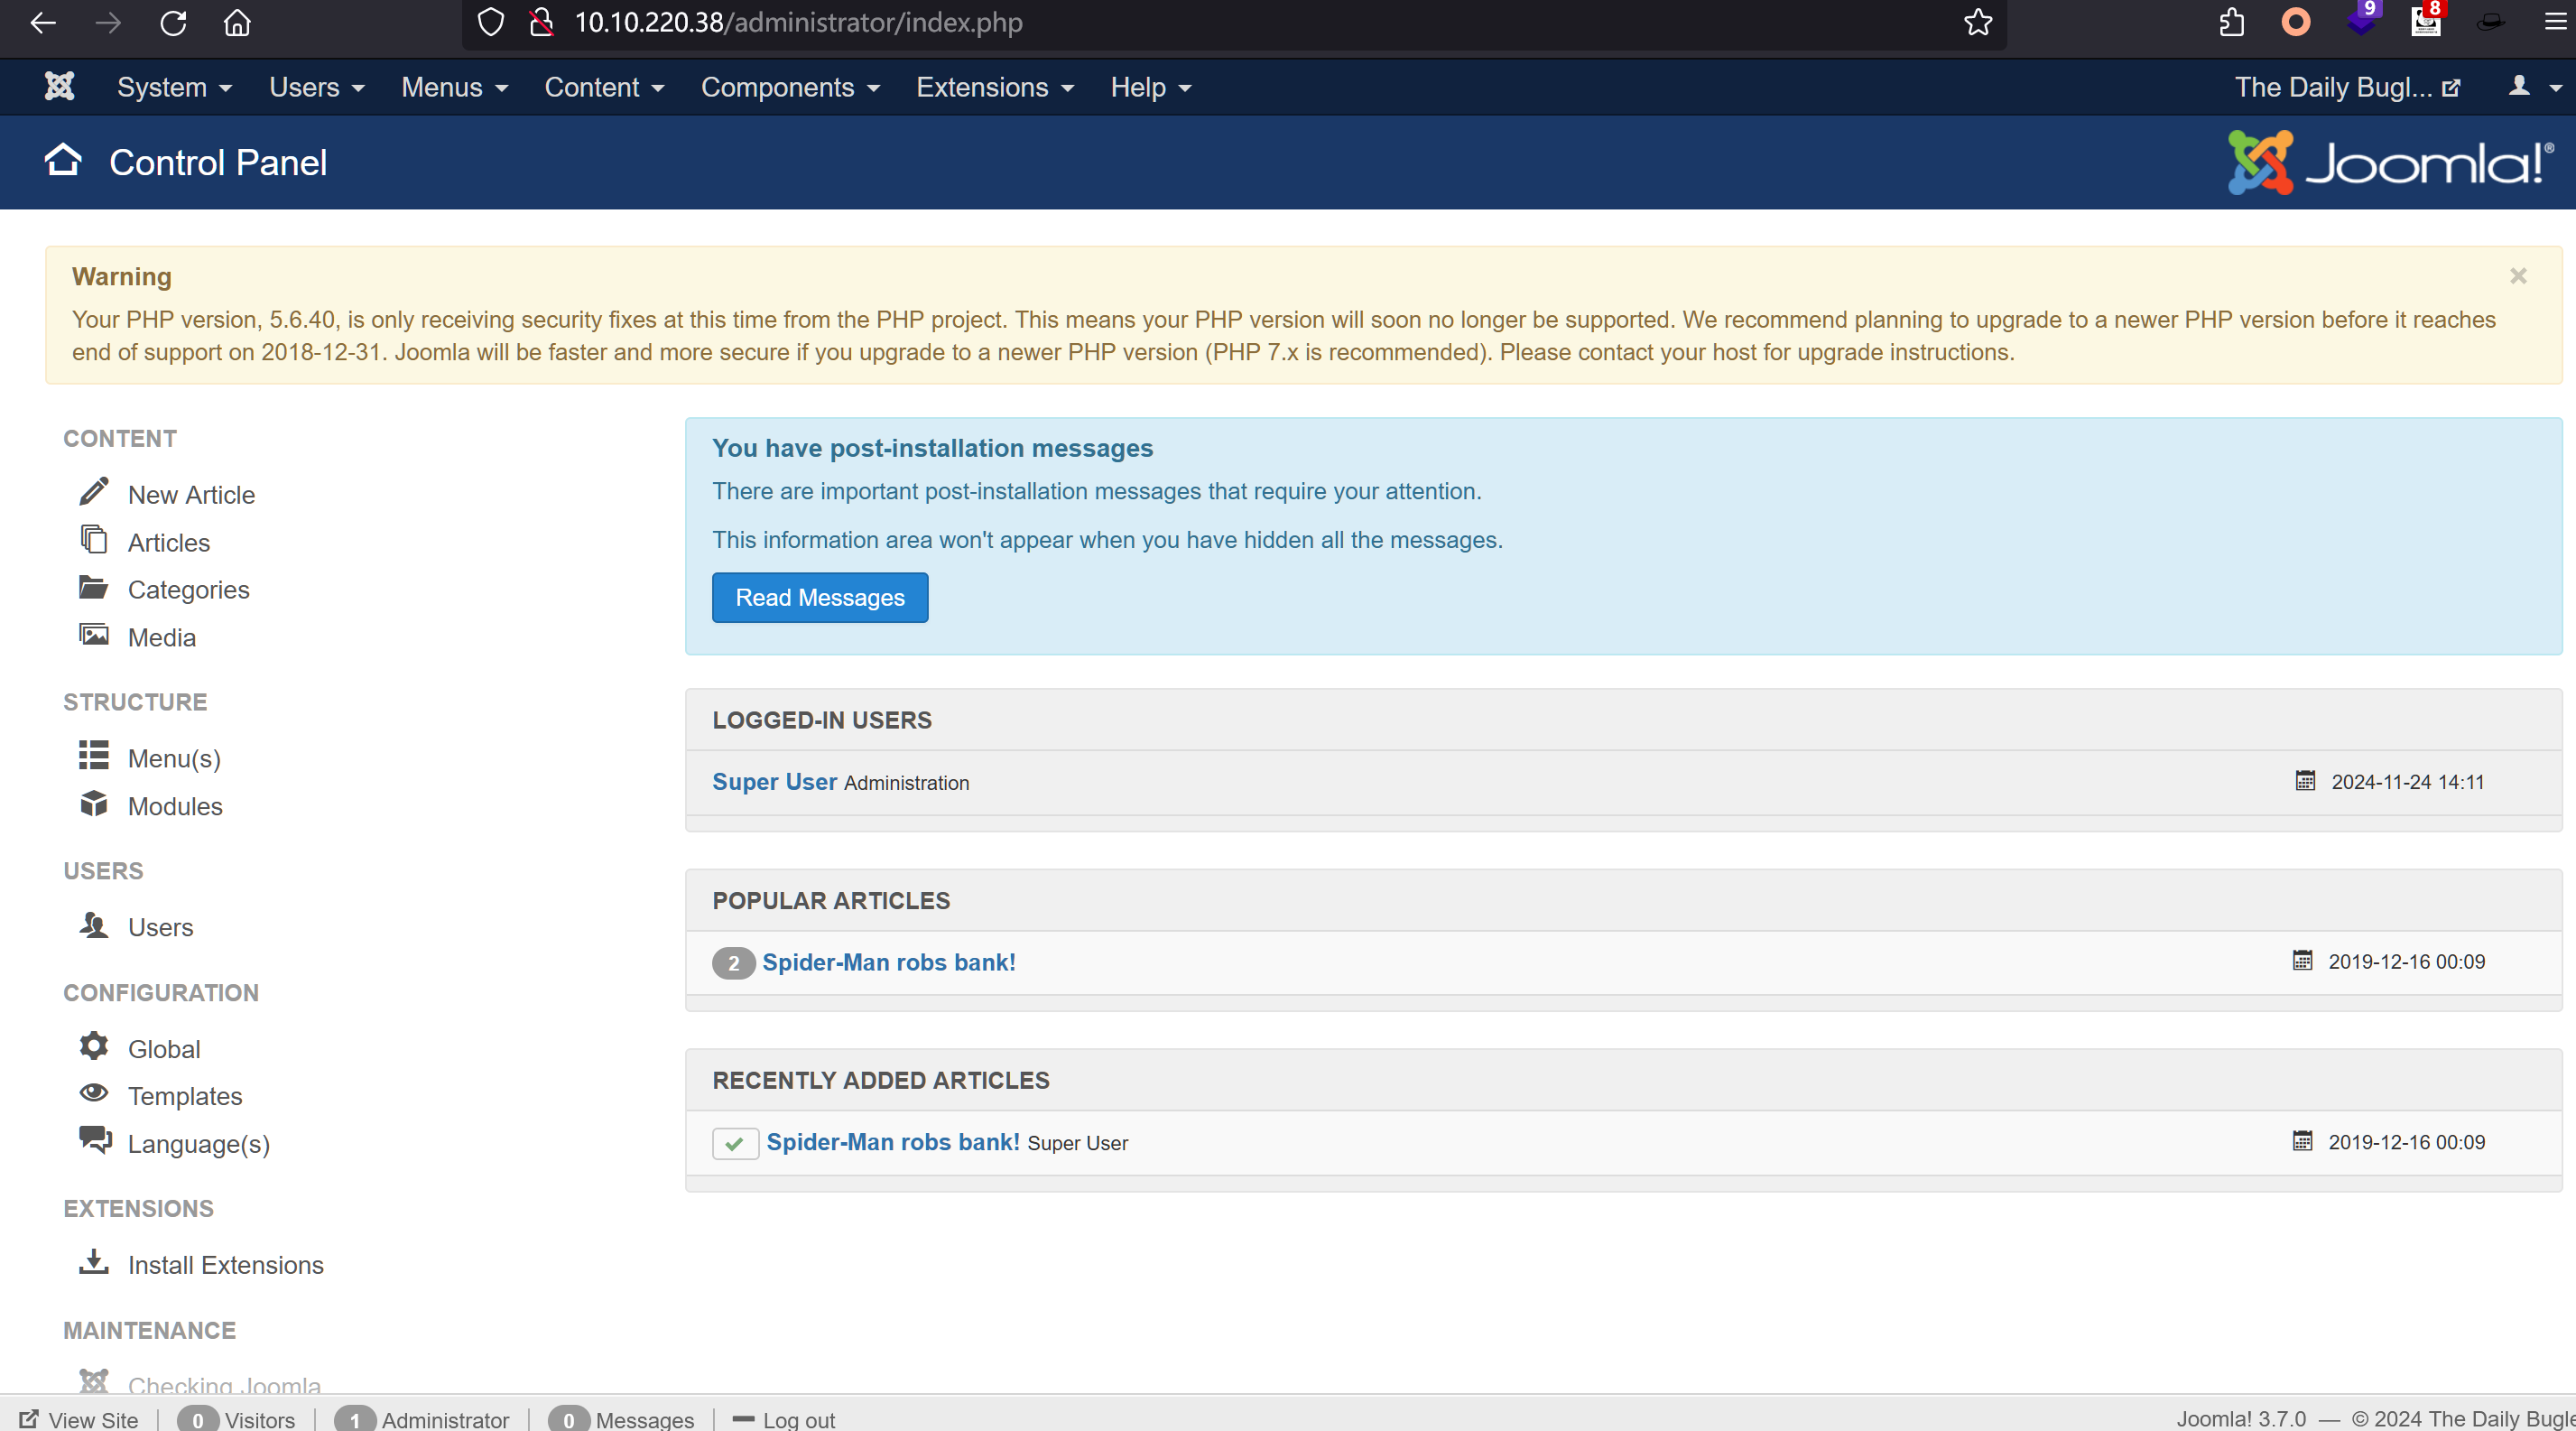 10.10.220.38/administrator/index.php
9
8
System Users Menus Content Components Extensions Help The Daily Bugl...
Control Panel
Joomla!®
Warning
Your PHP version, 5.6.40, is only receiving security fixes at this time from the PHP project. This means your PHP version will soon no longer be supported. We recommend planning to upgrade to a newer PHP version before it reaches
end of support on 2018-12-31. Joomla will be faster and more secure if you upgrade to a newer PHP version (PHP 7.x is recommended). Please contact your host for upgrade instructions.
CONTENT
New Article
Articles
Categories
Media
STRUCTURE
Menu(s)
Modules
USERS
Users
CONFIGURATION
Global
Templates
Language(s)
EXTENSIONS
Install Extensions
MAINTENANCE
Checking Joomla
You have post-installation messages
There are important post-installation messages that require your attention.
This information area won't appear when you have hidden all the messages.
Read Messages
LOGGED-IN USERS
Super User Administration 2024-11-24 14:11
POPULAR ARTICLES
2 Spider-Man robs bank! 2019-12-16 00:09
RECENTLY ADDED ARTICLES
Spider-Man robs bank! Super User 2019-12-16 00:09
View Site 0 Visitors 1 Administrator 0 Messages Log out Joomla! 3.7.0 — © 2024 The Daily Bugle